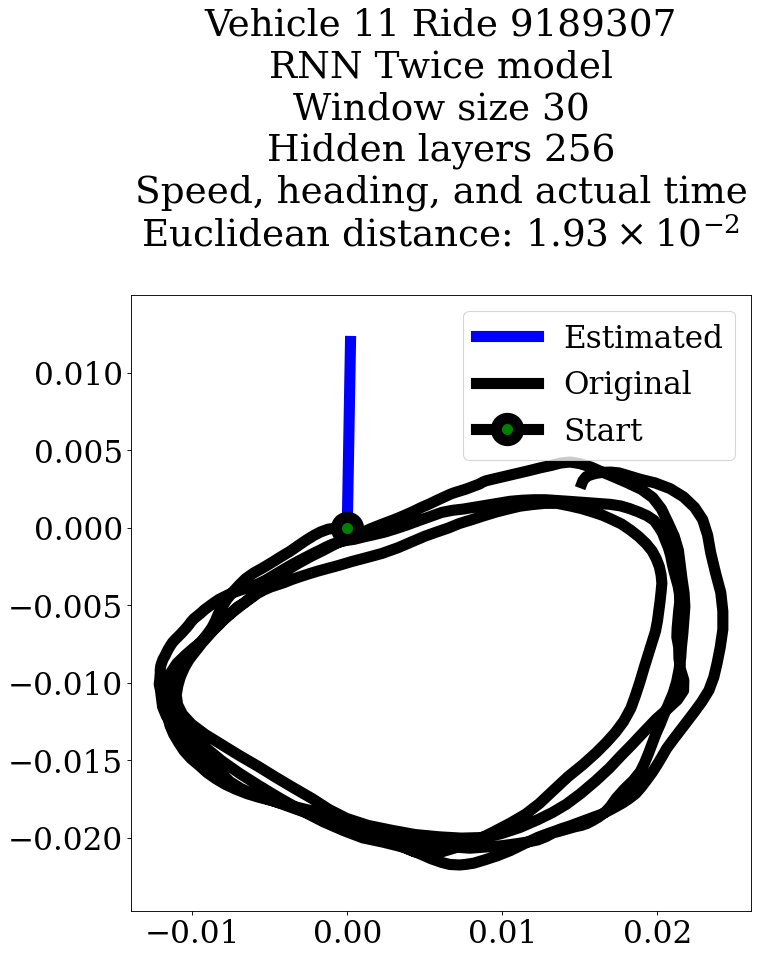 Vehicle 11 Ride 9189307
RNN Twice model
Window size 30
Hidden layers 256
Speed, heading, and actual time
Euclidean distance: 1.93 × 10⁻²
Estimated
Original
Start
0.010
0.005
0.000
−0.005
−0.010
−0.015
−0.020
−0.01 0.00 0.01 0.02